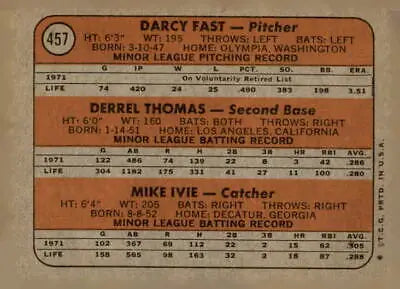 457
DARCY FAST — Pitcher
HT: 6'3" WT: 195 THROWS: LEFT BATS: LEFT
BORN: 3-10-47 HOME: OLYMPIA, WASHINGTON
MINOR LEAGUE PITCHING RECORD
G IP W L PCT. SO. BB. ERA
1971 On Voluntarily Retired List
LIFE 74 420 24 25 .490 385 198 3.51
DERREL THOMAS — Second Base
HT: 6'0" WT: 160 BATS: BOTH THROWS: RIGHT
BORN: 1-14-51 HOME: LOS ANGELES, CALIFORNIA
MINOR LEAGUE BATTING RECORD
G AB R H 2B 3B HR RBI AVG.
1971 122 486 74 139 22 8 3 42 .286
LIFE 304 1182 175 331 41 27 11 100 .280
MIKE IVIE — Catcher
HT: 6'4" WT: 205 BATS: RIGHT THROWS: RIGHT
BORN: 8-8-52 HOME: DECATUR, GEORGIA
MINOR LEAGUE BATTING RECORD
G AB R H 2B 3B HR RBI AVG.
1971 102 367 69 112 22 1 15 62 .305
LIFE 158 565 98 163 32 2 18 87 .288
© T.C.G. PRTD. IN U.S.A.